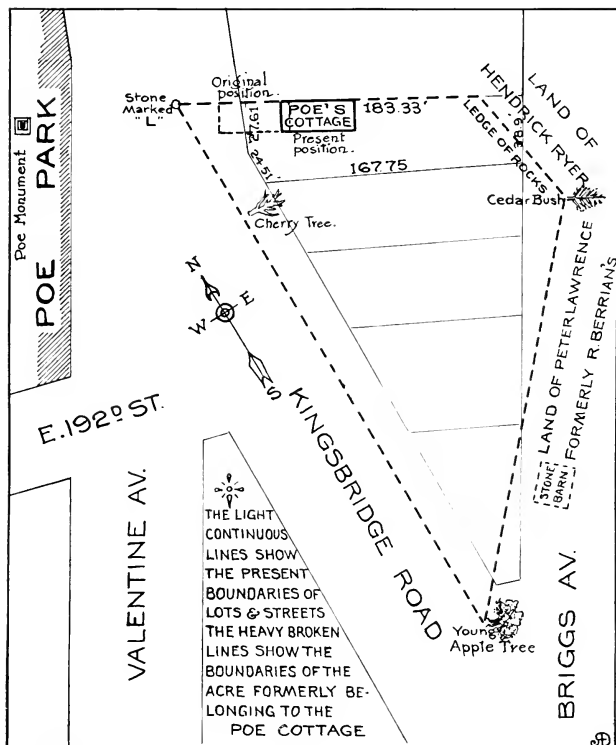 Stone
Marked
"L"
Original
position.
27.61
24.51.
POE'S
COTTAGE
183.33'
Present
position.
167.75
LAND OF
HENDRICK RYER
LEDGE OF ROCKS
Cedar Bush
Cherry Tree.
Poe Monument
POE PARK
N
E
W
S
E. 192D ST.
KINGSBRIDGE ROAD
LAND OF PETER LAWRENCE
FORMERLY R. BERRIAN'S
STONE
BARN
VALENTINE AV.
BRIGGS AV.
THE LIGHT
CONTINUOUS
LINES SHOW
THE PRESENT
BOUNDARIES OF
LOTS & STREETS
THE HEAVY BROKEN
LINES SHOW THE
BOUNDARIES OF THE
ACRE FORMERLY BE-
LONGING TO THE
POE COTTAGE
Young
Apple Tree